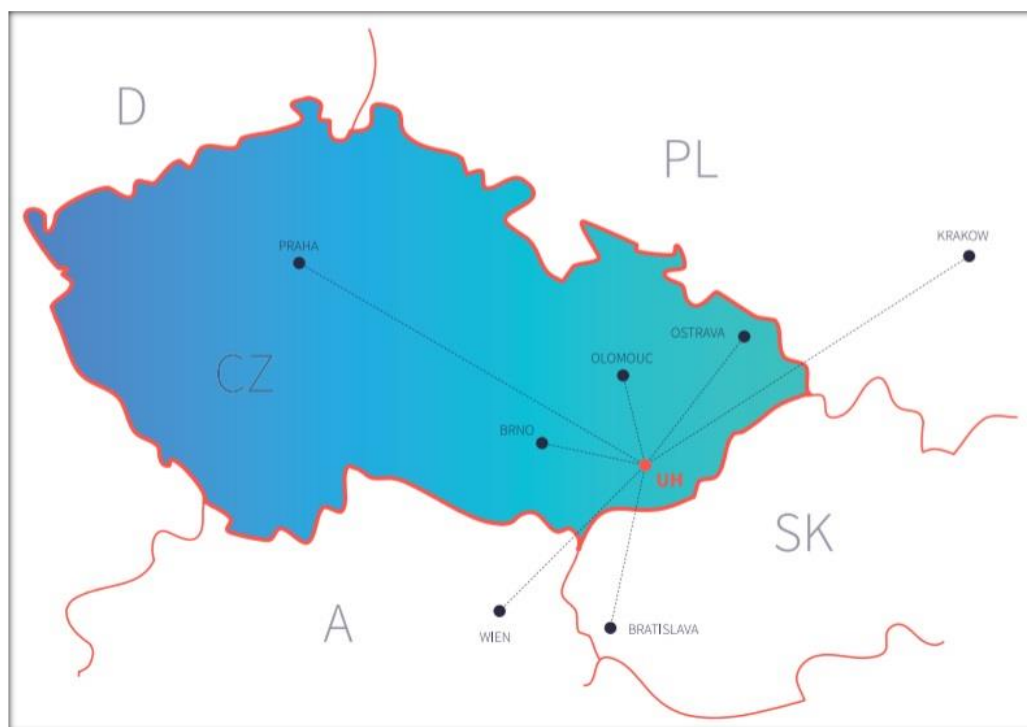 D
PL
KRAKOW
PRAHA
OSTRAVA
OLOMOUC
CZ
BRNO
UH
SK
A
WIEN
BRATISLAVA